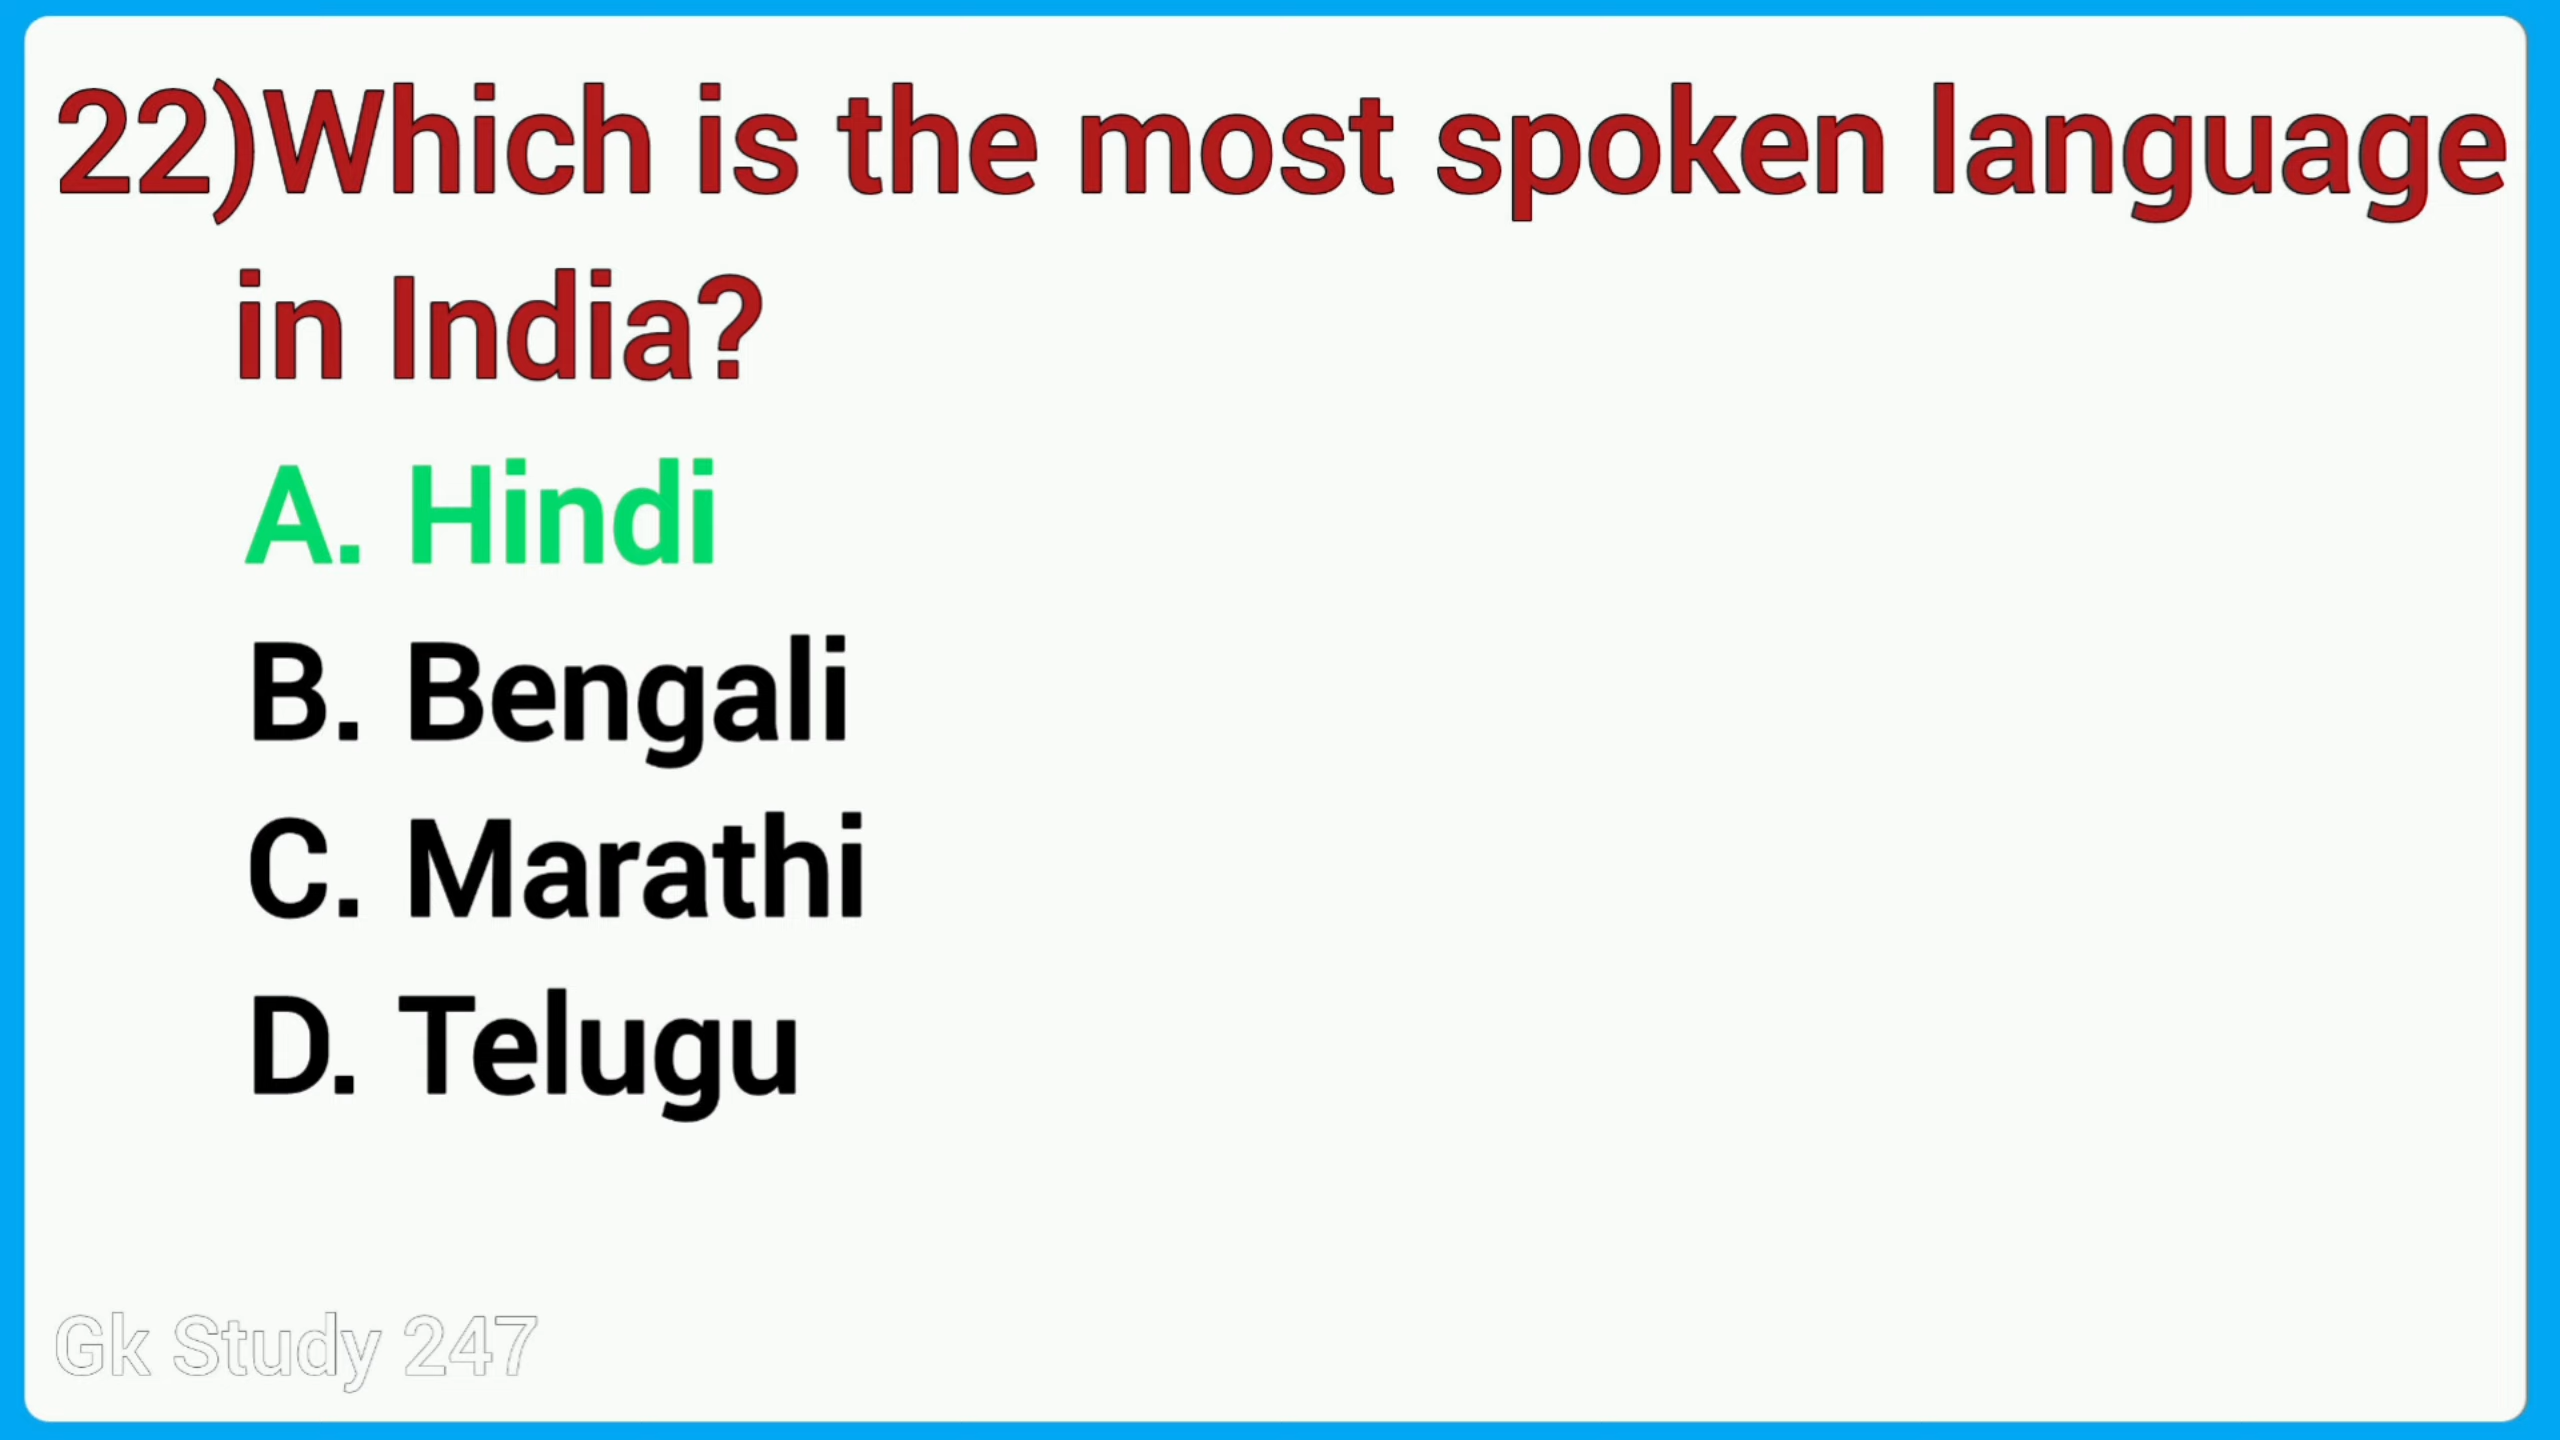 22)Which is the most spoken language
in India?
A. Hindi
B. Bengali
C. Marathi
D. Telugu
Gk Study 247